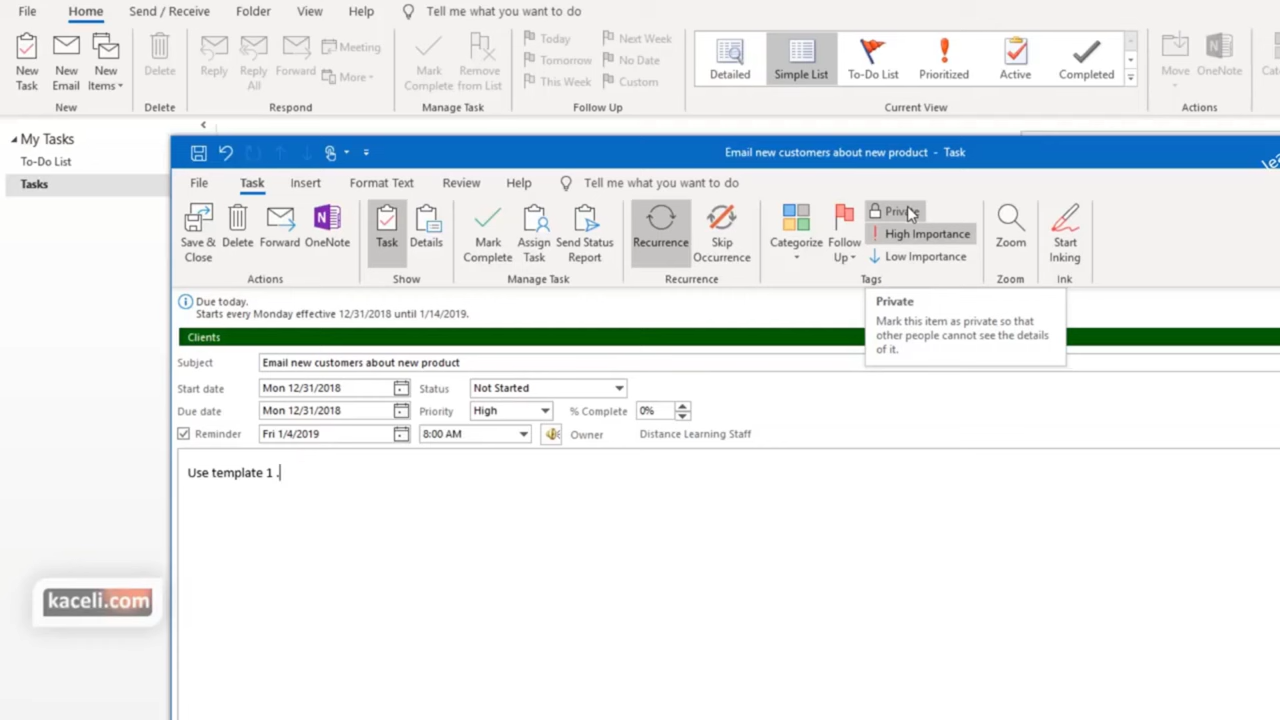 File Home Send / Receive Folder View Help Tell me what you want to do
New Task
New Email
New Items
New
Delete
Delete
Reply
Reply All
Forward
Meeting
More
Respond
Mark Complete
Remove from List
Manage Task
Today
Tomorrow
This Week
Next Week
No Date
Custom
Follow Up
Detailed
Simple List
To-Do List
Prioritized
Active
Completed
Current View
Move
OneNote
Actions
My Tasks
To-Do List
Tasks
Email new customers about new product - Task
File Task Insert Format Text Review Help Tell me what you want to do
Save & Close
Delete
Forward
OneNote
Actions
Task
Details
Show
Mark Complete
Assign Task
Send Status Report
Manage Task
Recurrence
Skip Occurrence
Recurrence
Categorize
Follow Up
Private
High Importance
Low Importance
Tags
Zoom
Zoom
Start Inking
Ink
Private
Mark this item as private so that
other people cannot see the details
of it.
Due today.
Starts every Monday effective 12/31/2018 until 1/14/2019.
Clients
Subject Email new customers about new product
Start date Mon 12/31/2018 Status Not Started
Due date Mon 12/31/2018 Priority High % Complete 0%
Reminder Fri 1/4/2019 8:00 AM Owner Distance Learning Staff
Use template 1 .
kaceli.com